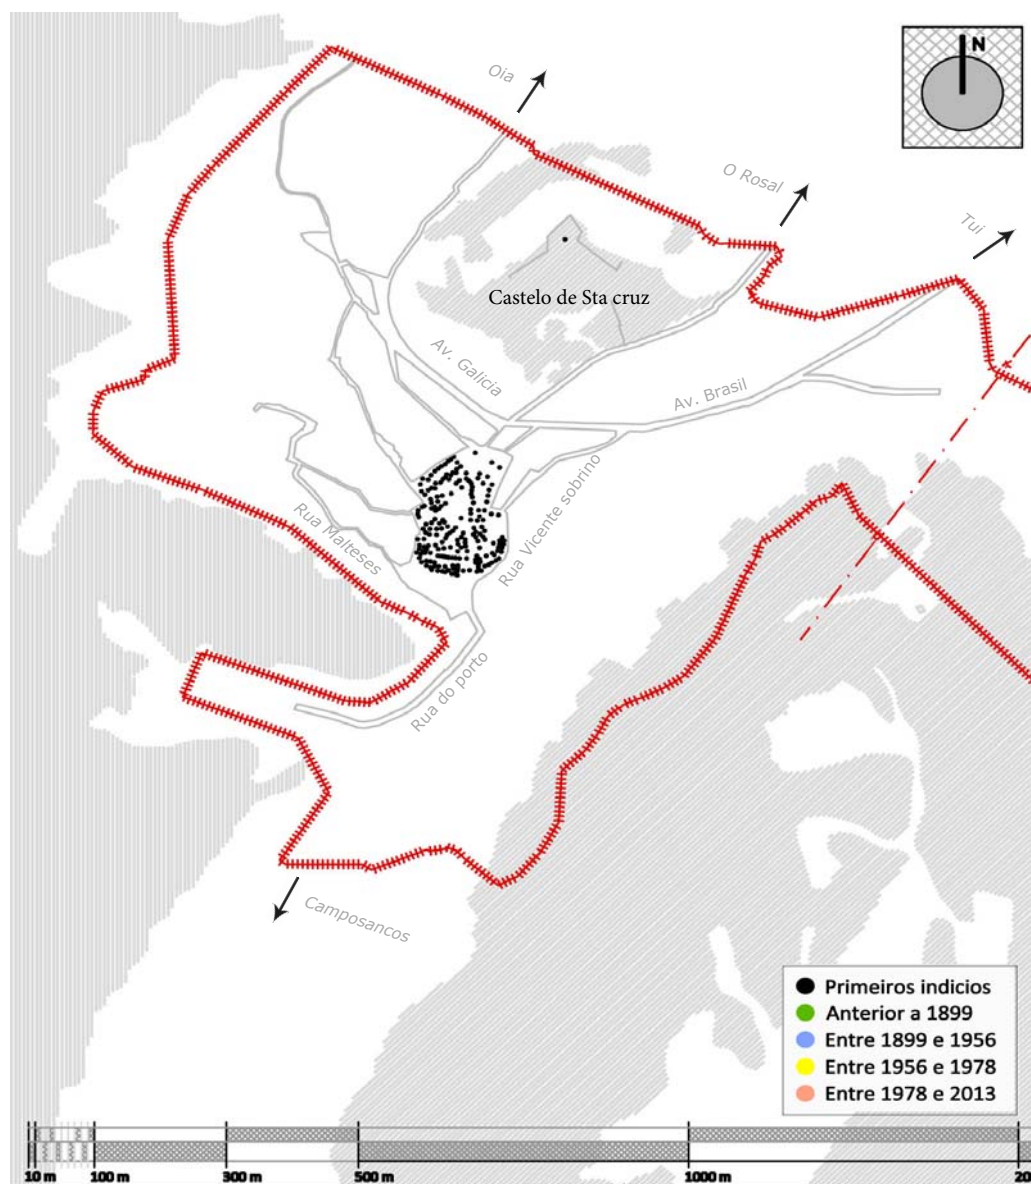 N
Oia
O Rosal
Tui
Castelo de Sta cruz
Av. Galicia
Av. Brasil
Rua Vicente sobrino
Rua Malteses
Rua do porto
Camposancos
Primeiros indicios
Anterior a 1899
Entre 1899 e 1956
Entre 1956 e 1978
Entre 1978 e 2013
10 m 100 m 300 m 500 m 1000 m 20